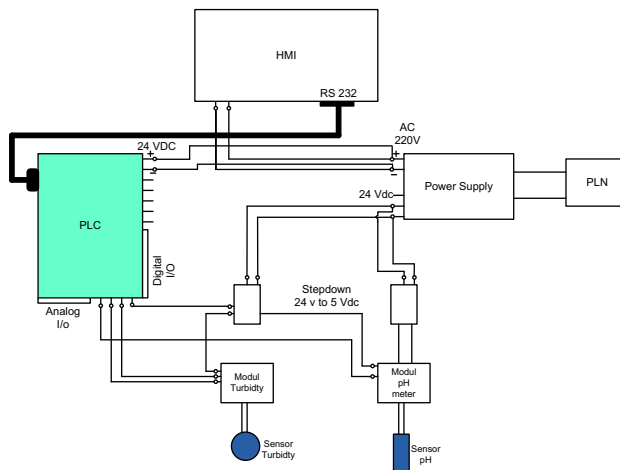 HMI
RS 232
24 VDC
+
-
AC
220V
+
-
Power Supply
PLN
24 Vdc
PLC
Digital
I/O
Analog
I/o
Stepdown
24 v to 5 Vdc
Modul
Turbidty
Modul
pH
meter
Sensor
Turbidty
Sensor
pH